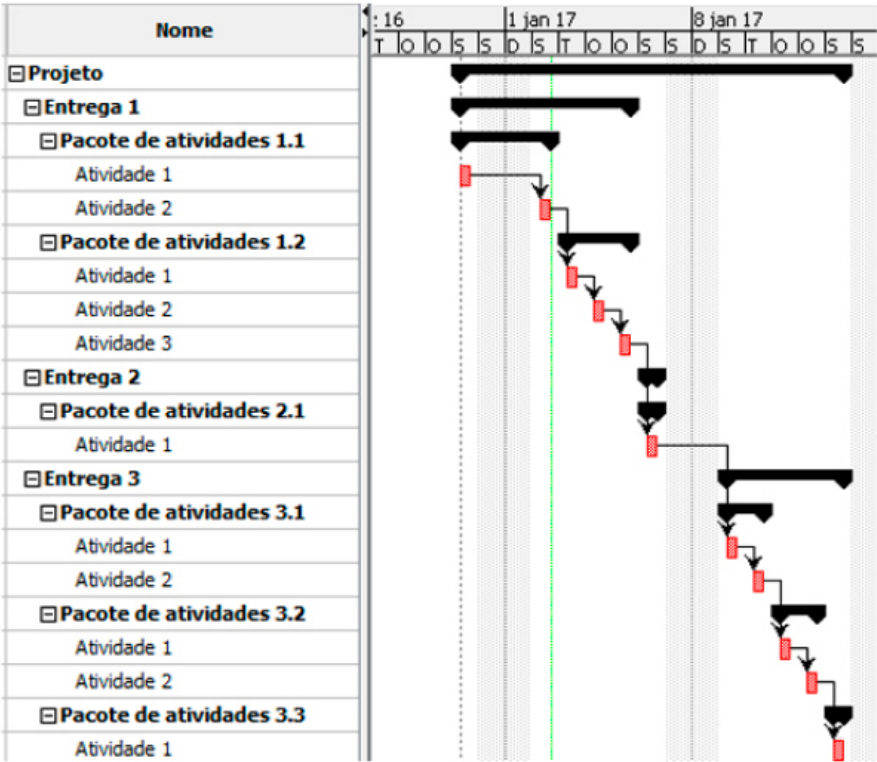 Nome
: 16 1 jan 17 8 jan 17
T O O S S D S T O O S S D S T O O S S
Projeto
Entrega 1
Pacote de atividades 1.1
Atividade 1
Atividade 2
Pacote de atividades 1.2
Atividade 1
Atividade 2
Atividade 3
Entrega 2
Pacote de atividades 2.1
Atividade 1
Entrega 3
Pacote de atividades 3.1
Atividade 1
Atividade 2
Pacote de atividades 3.2
Atividade 1
Atividade 2
Pacote de atividades 3.3
Atividade 1